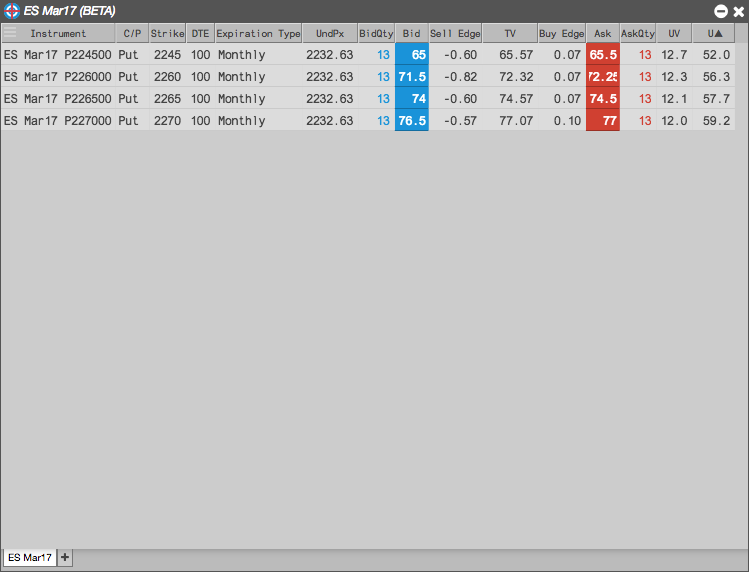 ES Mar17 (BETA)
Instrument C/P Strike DTE Expiration Type UndPx BidQty Bid Sell Edge TV Buy Edge Ask AskQty UV U▲
ES Mar17 P224500 Put 2245 100 Monthly 2232.63 13 65 -0.60 65.57 0.07 65.5 13 12.7 52.0
ES Mar17 P226000 Put 2260 100 Monthly 2232.63 13 71.5 -0.82 72.32 0.07 72.25 13 12.3 56.3
ES Mar17 P226500 Put 2265 100 Monthly 2232.63 13 74 -0.60 74.57 0.07 74.5 13 12.1 57.7
ES Mar17 P227000 Put 2270 100 Monthly 2232.63 13 76.5 -0.57 77.07 0.10 77 13 12.0 59.2
ES Mar17 +